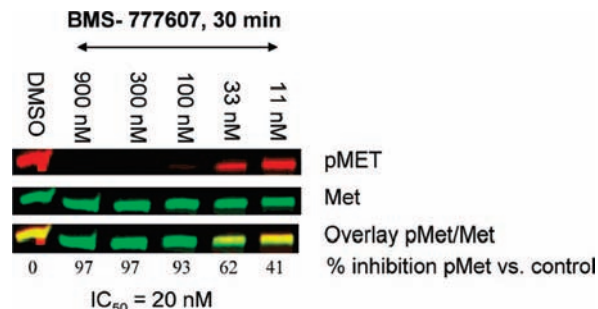 BMS- 777607, 30 min
DMSO
900 nM
300 nM
100 nM
33 nM
11 nM
pMET
Met
Overlay pMet/Met
0 97 97 93 62 41 % inhibition pMet vs. control
IC50 = 20 nM